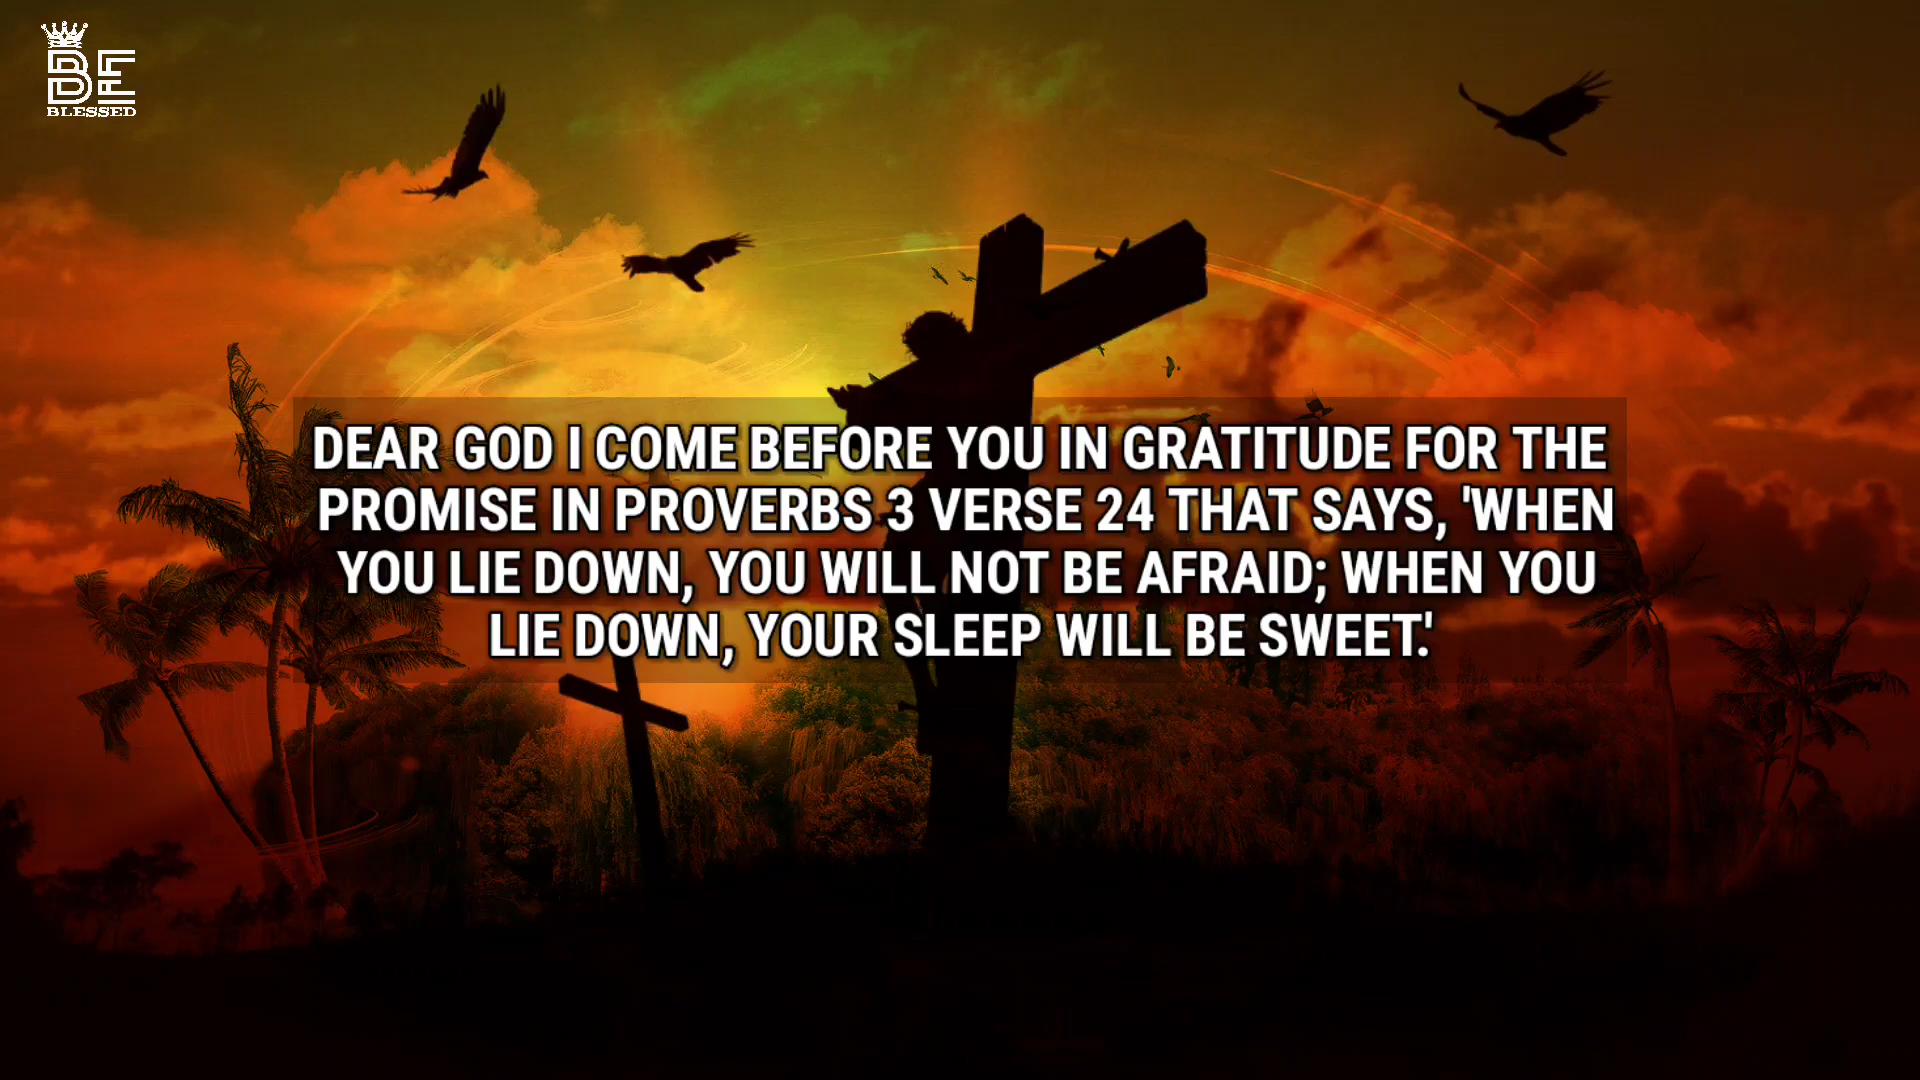 BE
BLESSED
DEAR GOD I COME BEFORE YOU IN GRATITUDE FOR THE
PROMISE IN PROVERBS 3 VERSE 24 THAT SAYS, 'WHEN
YOU LIE DOWN, YOU WILL NOT BE AFRAID; WHEN YOU
LIE DOWN, YOUR SLEEP WILL BE SWEET.'